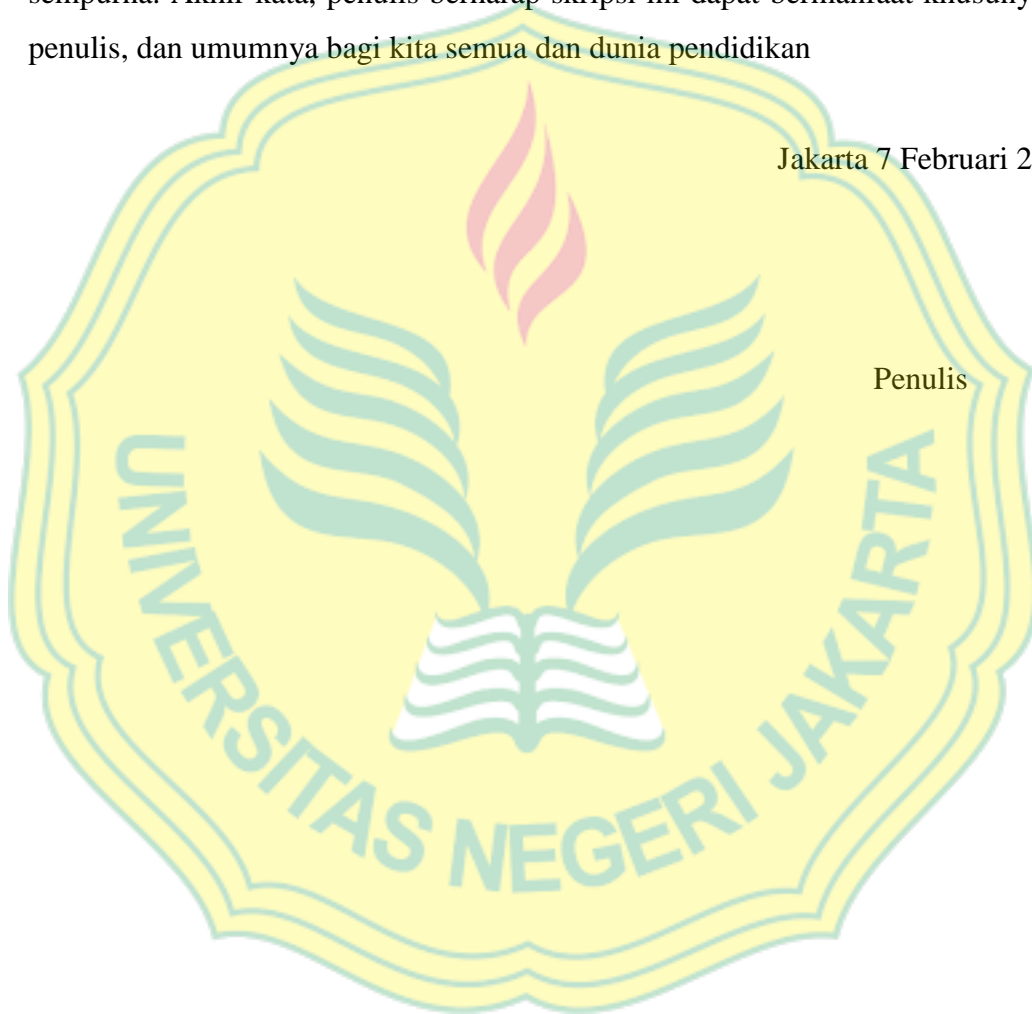 sempurna. Akhir kata, penulis berharap skripsi ini dapat bermanfaat
penulis, dan umumnya bagi kita semua dan dunia pendidikan
Jakarta 7 Februari 2
Penulis
UNIVERSITAS NEGERI JAKARTA